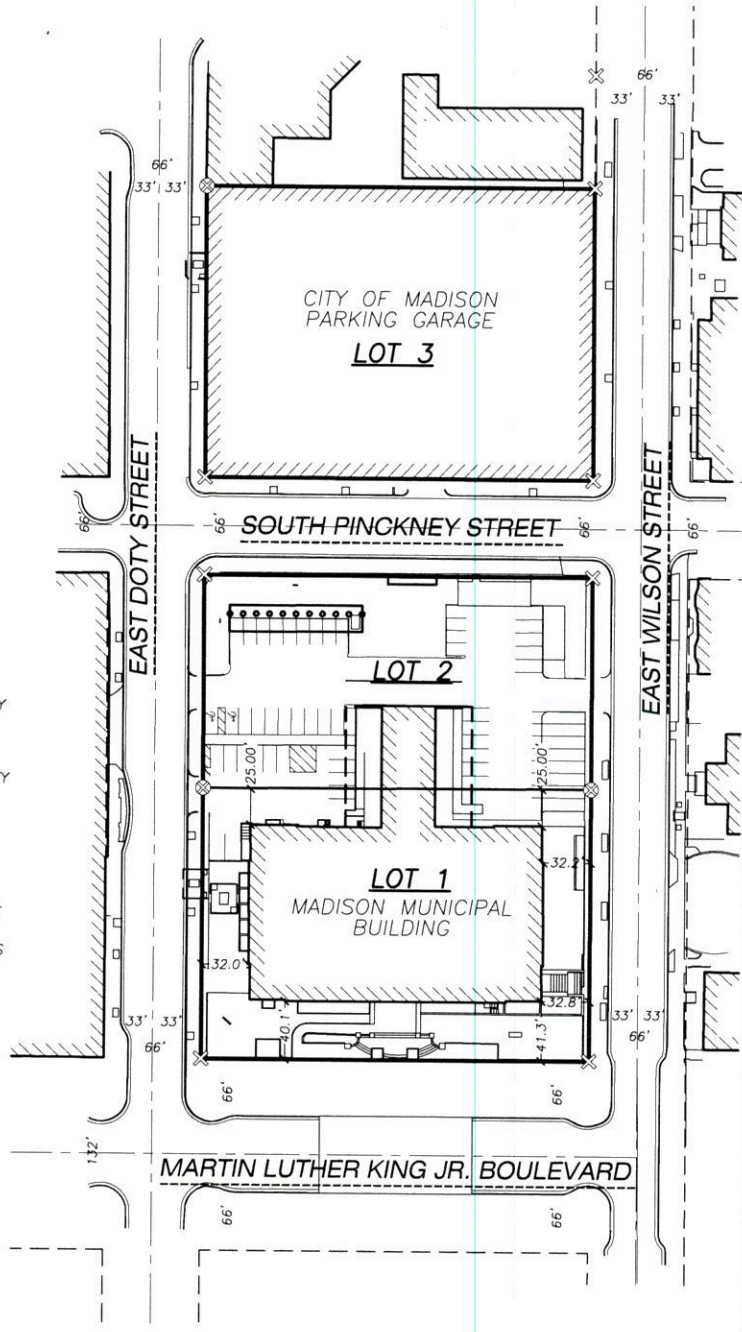 66'
33' 33'
66'
33' 33'
CITY OF MADISON
PARKING GARAGE
LOT 3
EAST DOTY STREET
EAST WILSON STREET
66'
66'
SOUTH PINCKNEY STREET
66'
66'
LOT 2
Y
Y
25.00'
25.00'
LOT 1
MADISON MUNICIPAL
BUILDING
32.2'
32.0'
32.8'
S
40.1'
41.3'
33' 33'
66'
33' 33'
66'
66'
66'
132'
MARTIN LUTHER KING JR. BOULEVARD
66'
66'